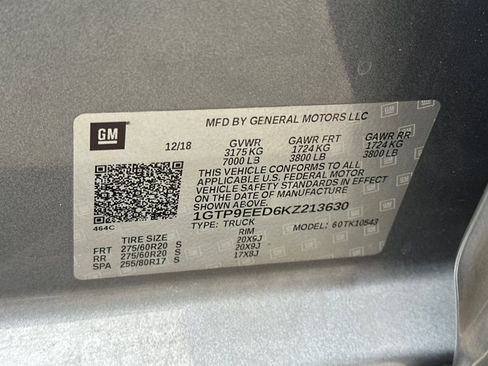 GM
MFD BY GENERAL MOTORS LLC
12/18 GVWR GAWR FRT GAWR RR
3175 KG 1724 KG 1724 KG
7000 LB 3800 LB 3800 LB
THIS VEHICLE CONFORMS TO ALL
APPLICABLE U.S. FEDERAL MOTOR
VEHICLE SAFETY STANDARDS IN EFFECT
ON THE DATE OF MANUFACTURE
SHOWN ABOVE.
1GTP9EED6KZ213630
464C
TYPE: TRUCK MODEL: 60TK10543
TIRE SIZE RIM
FRT 275/60R20 S 20X9J
RR 275/60R20 S 20X9J
SPA 255/80R17 S 17X8J